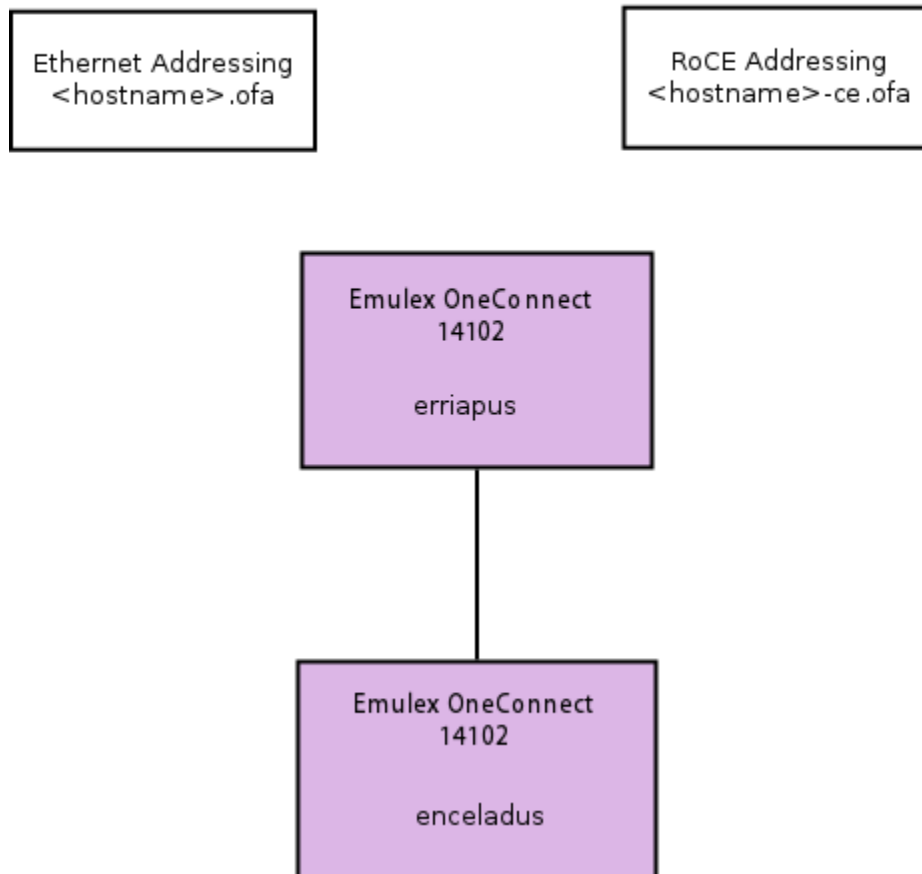 Ethernet Addressing
<hostname>.ofa
RoCE Addressing
<hostname>-ce.ofa
Emulex OneConnect
14102
erriapus
Emulex OneConnect
14102
enceladus